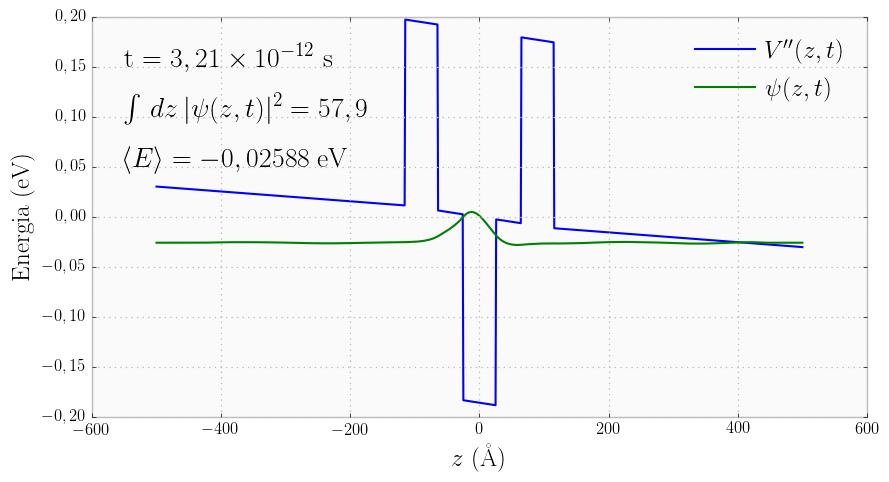 0,20
0,15
0,10
0,05
0,00
−0,05
−0,10
−0,15
−0,20
Energia (eV)
t = 3,21 × 10⁻¹² s
∫ dz |ψ(z,t)|² = 57,9
⟨E⟩ = −0,02588 eV
V″(z,t)
ψ(z,t)
−600 −400 −200 0 200 400 600
z (Å)